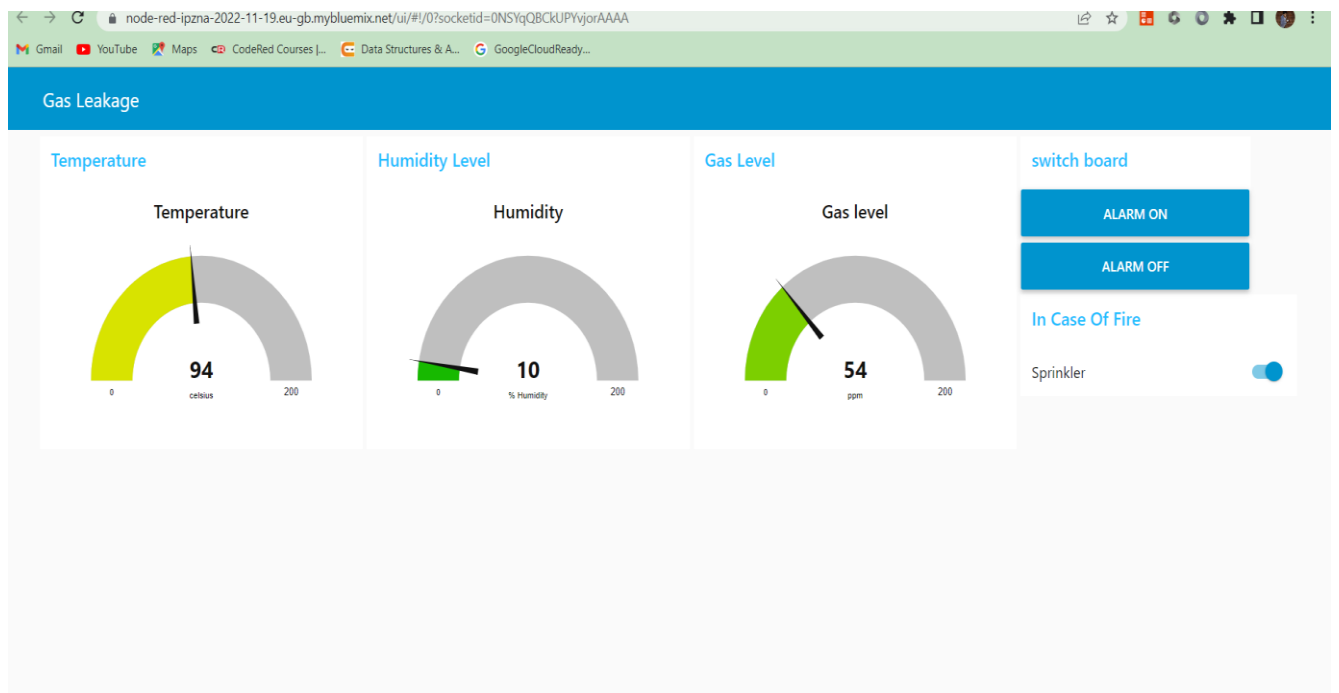 node-red-ipzna-2022-11-19.eu-gb.mybluemix.net/ui/#!/0?socketid=0NSYqQBCkUPYvjorAAAA
Gmail YouTube Maps CodeRed Courses |... Data Structures & A... GoogleCloudReady...
Gas Leakage
Temperature
Temperature
94
celsius
0 200
Humidity Level
Humidity
10
% Humidity
0 200
Gas Level
Gas level
54
ppm
0 200
switch board
ALARM ON
ALARM OFF
In Case Of Fire
Sprinkler